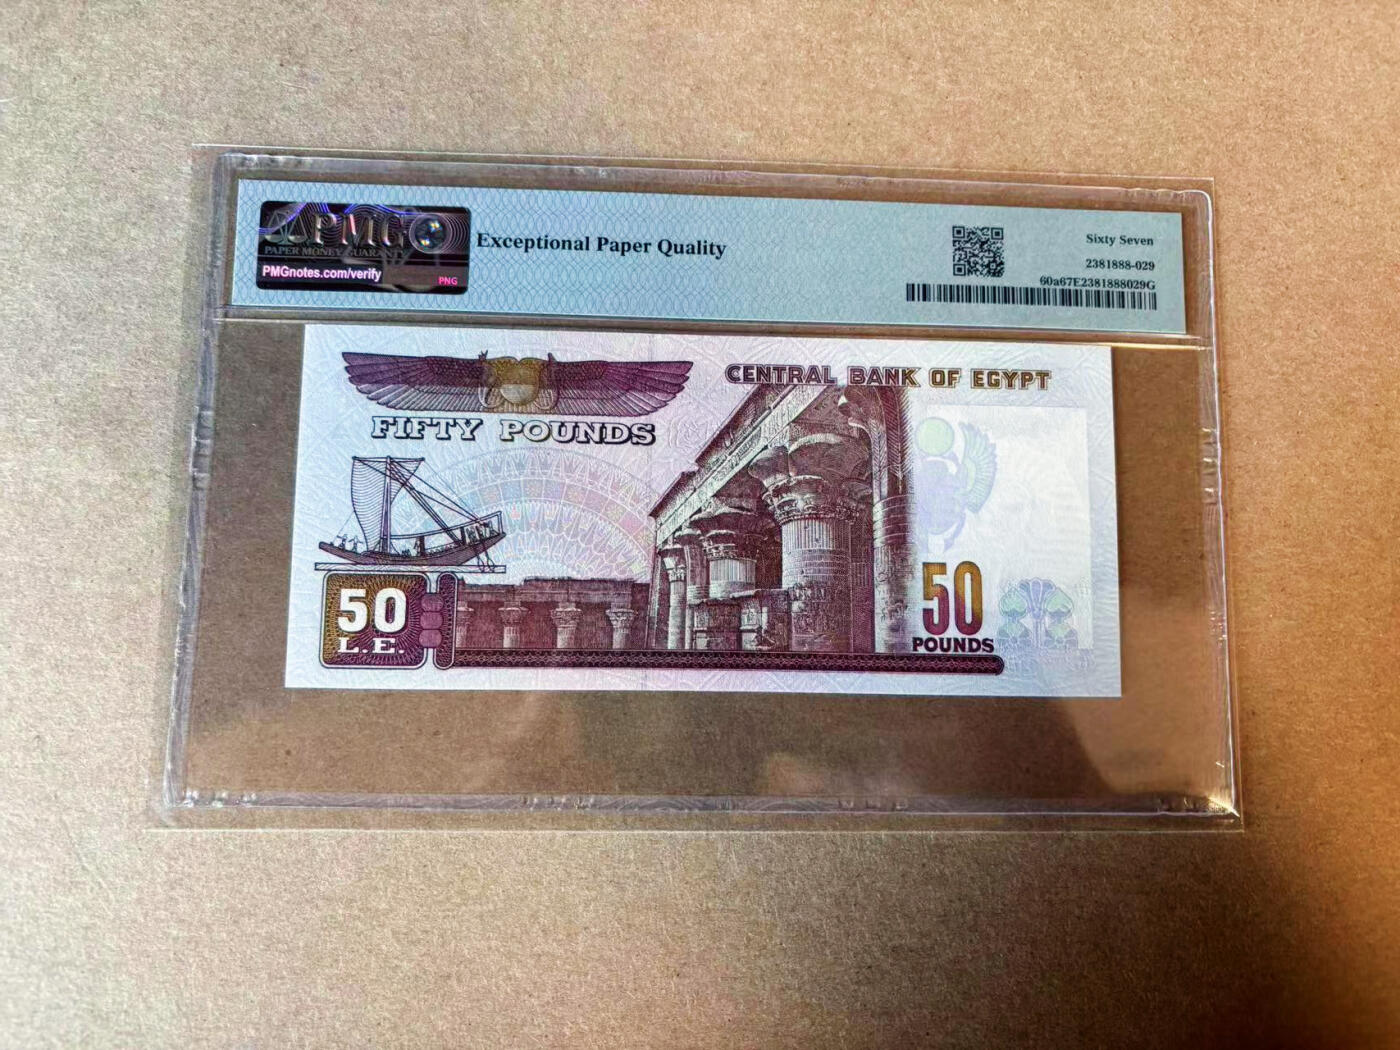 PMG
PAPER MONEY GUARANTY
PMGnotes.com/verify
PNG
Exceptional Paper Quality
Sixty Seven
2381888-029
60a67E2381888029G
CENTRAL BANK OF EGYPT
FIFTY POUNDS
50
L.E.
50
POUNDS